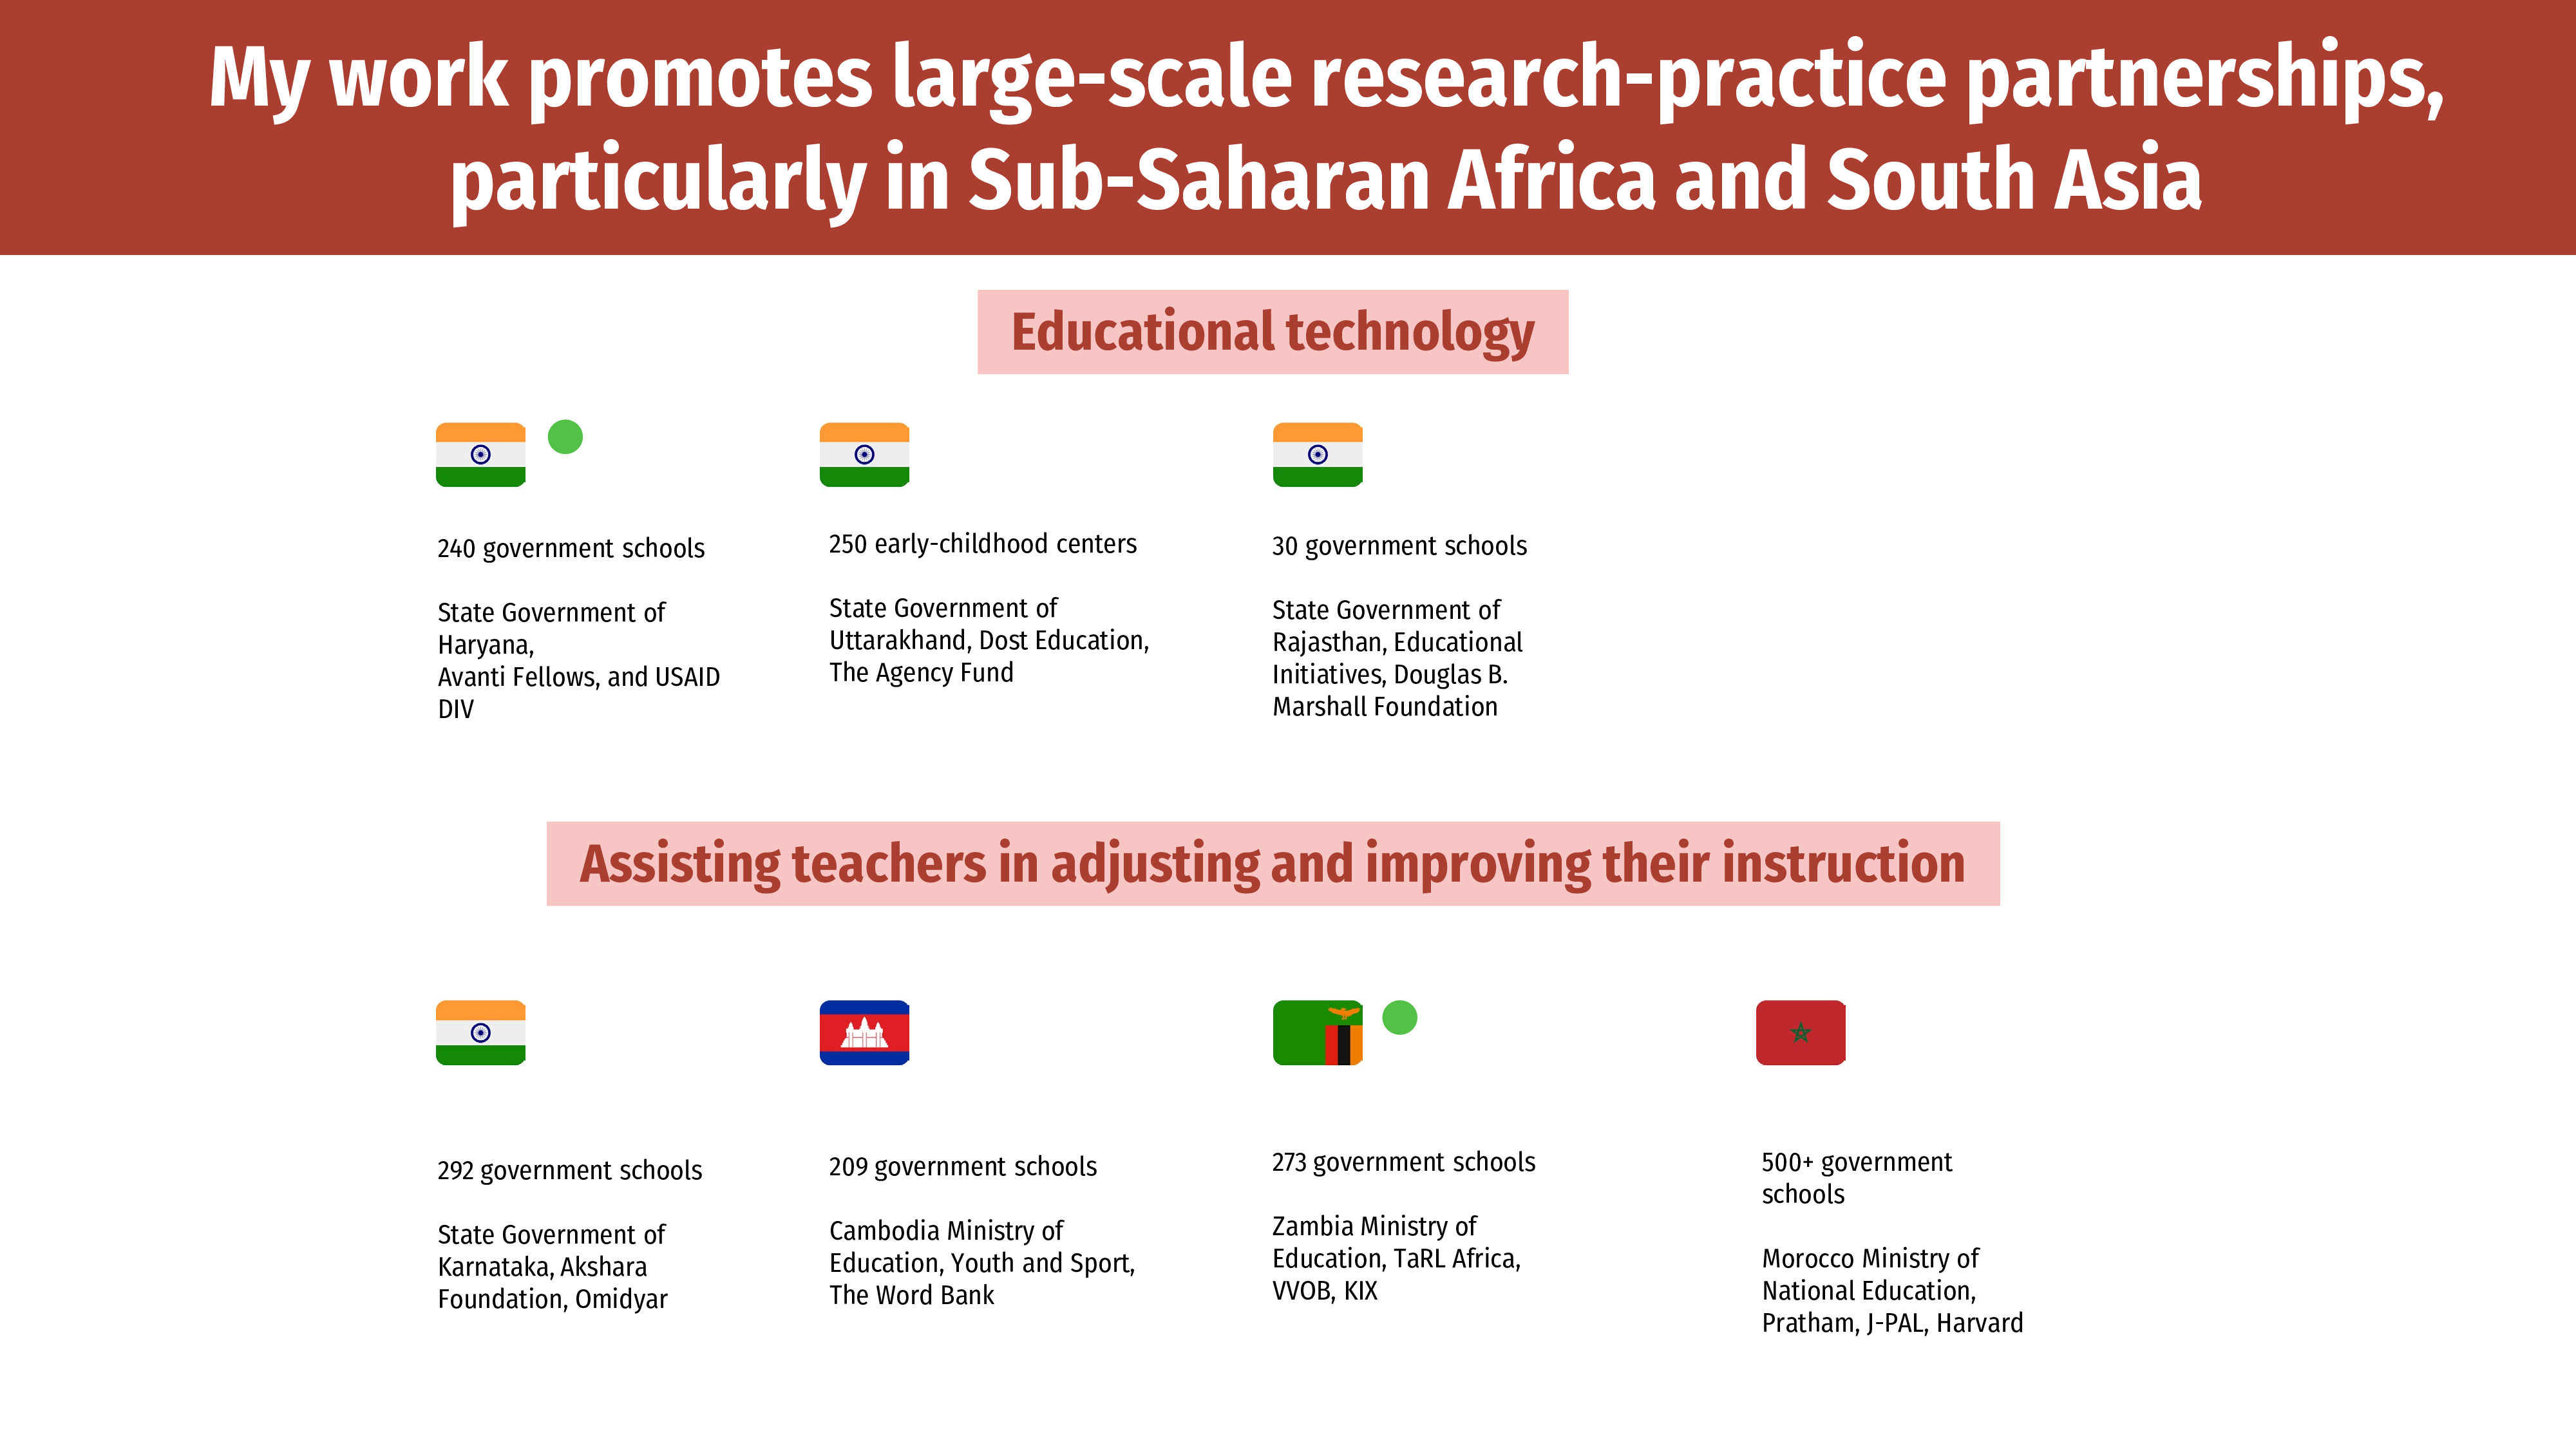 My work promotes large-scale research-practice partnerships,
particularly in Sub-Saharan Africa and South Asia
Educational technology
240 government schools
State Government of
Haryana,
Avanti Fellows, and USAID
DIV
250 early-childhood centers
State Government of
Uttarakhand, Dost Education,
The Agency Fund
30 government schools
State Government of
Rajasthan, Educational
Initiatives, Douglas B.
Marshall Foundation
Assisting teachers in adjusting and improving their instruction
292 government schools
State Government of
Karnataka, Akshara
Foundation, Omidyar
209 government schools
Cambodia Ministry of
Education, Youth and Sport,
The Word Bank
273 government schools
Zambia Ministry of
Education, TaRL Africa,
VVOB, KIX
500+ government
schools
Morocco Ministry of
National Education,
Pratham, J-PAL, Harvard